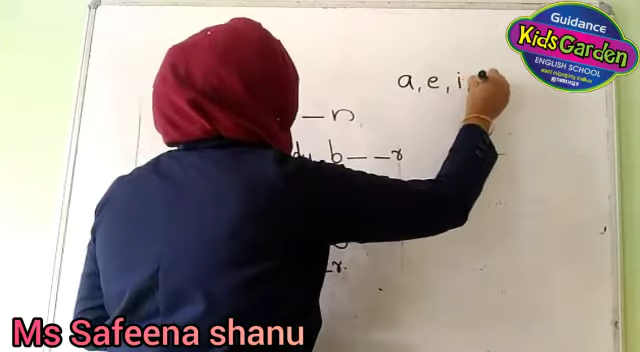 Guidance
Kids Garden
ENGLISH SCHOOL
a, e, i
— n
b — — r
r.
Ms Safeena shanu